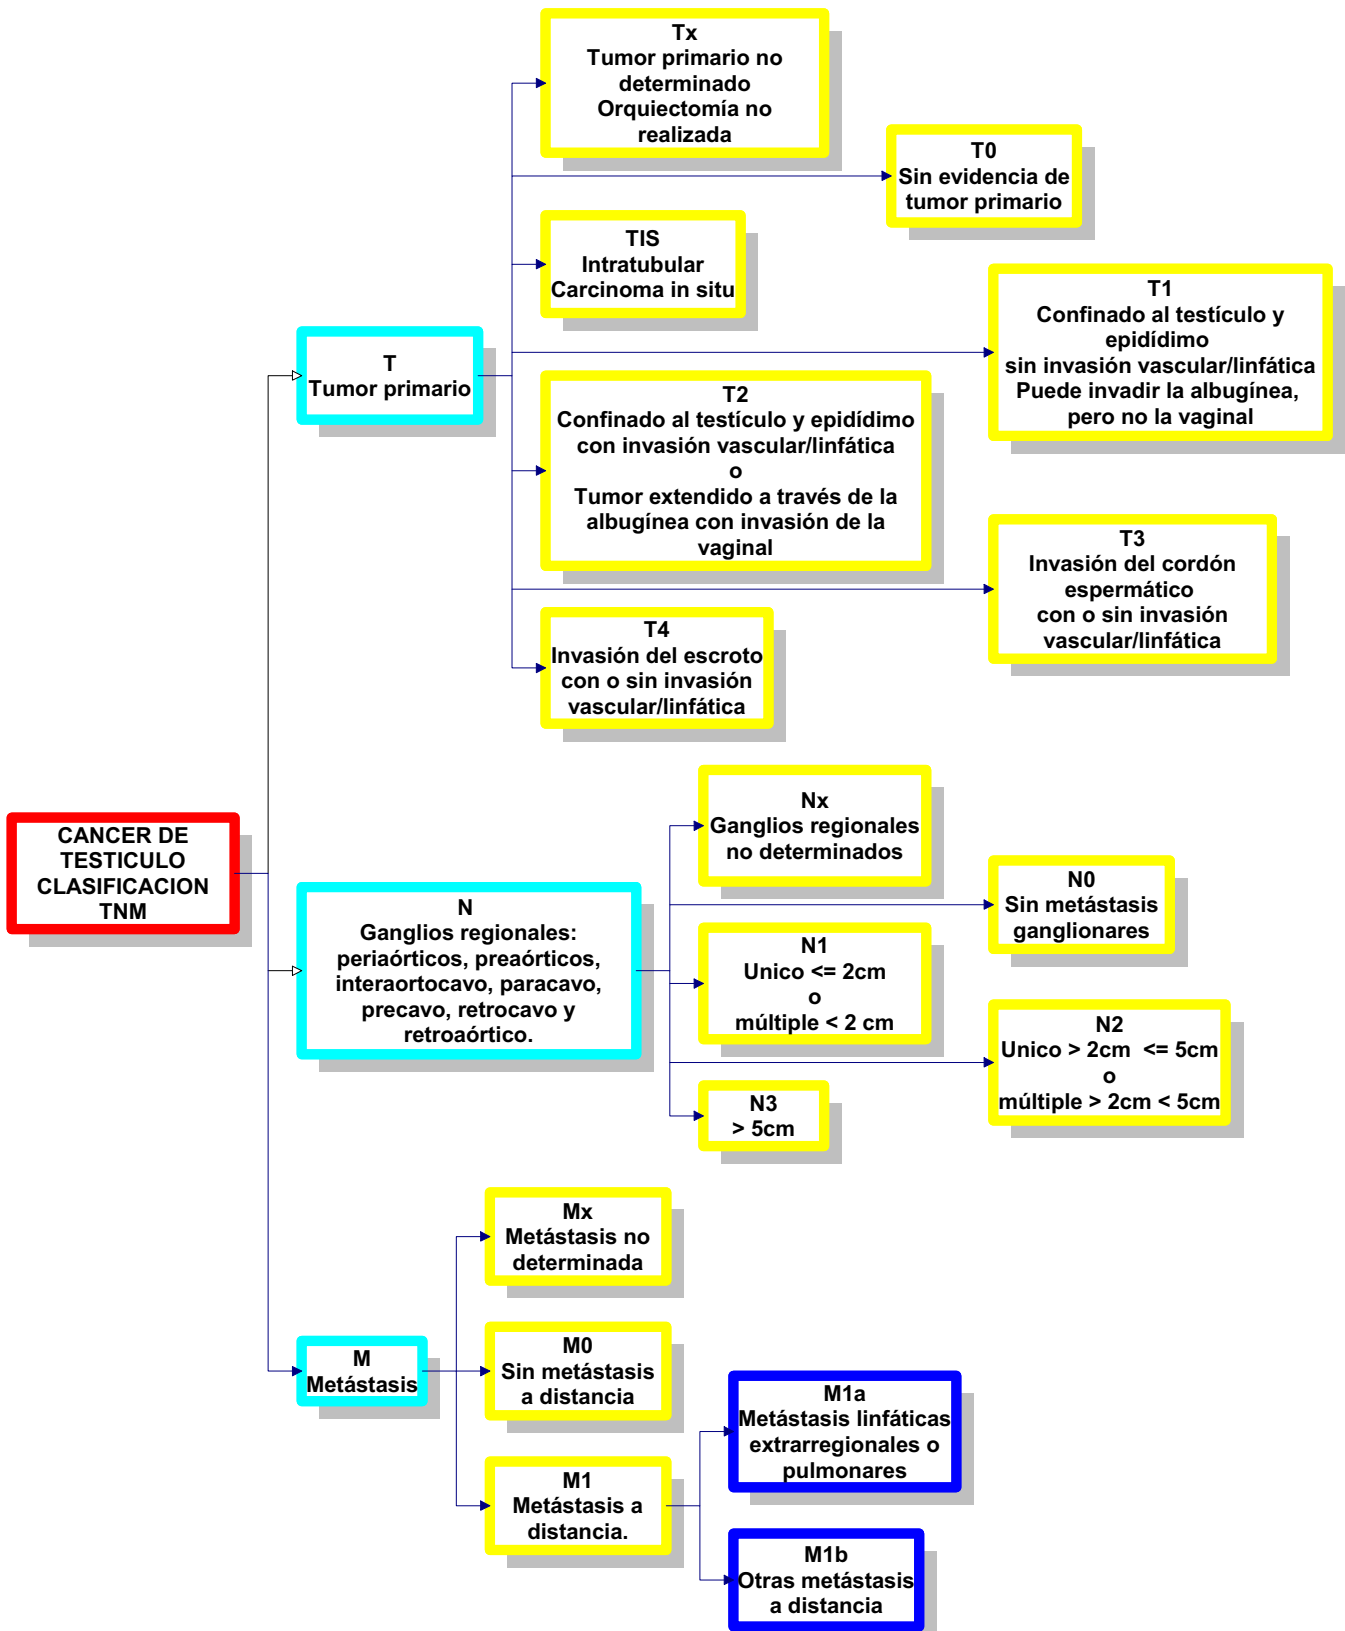 Tx
Tumor primario no
determinado
Orquiectomía no
realizada
T0
Sin evidencia de
tumor primario
TIS
Intratubular
Carcinoma in situ
T1
Confinado al testículo y
epidídimo
sin invasión vascular/linfática
Puede invadir la albugínea,
pero no la vaginal
T
Tumor primario
T2
Confinado al testículo y epidídimo
con invasión vascular/linfática
o
Tumor extendido a través de la
albugínea con invasión de la
vaginal
T3
Invasión del cordón
espermático
con o sin invasión
vascular/linfática
T4
Invasión del escroto
con o sin invasión
vascular/linfática
CANCER DE
TESTICULO
CLASIFICACION
TNM
N
Ganglios regionales:
periaórticos, preaórticos,
interaortocavo, paracavo,
precavo, retrocavo y
retroaórtico.
Nx
Ganglios regionales
no determinados
N0
Sin metástasis
ganglionares
N1
Unico <= 2cm
o
múltiple < 2 cm
N2
Unico > 2cm  <= 5cm
o
múltiple > 2cm < 5cm
N3
> 5cm
Mx
Metástasis no
determinada
M
Metástasis
M0
Sin metástasis
a distancia
M1
Metástasis a
distancia.
M1a
Metástasis linfáticas
extrarregionales o
pulmonares
M1b
Otras metástasis
a distancia